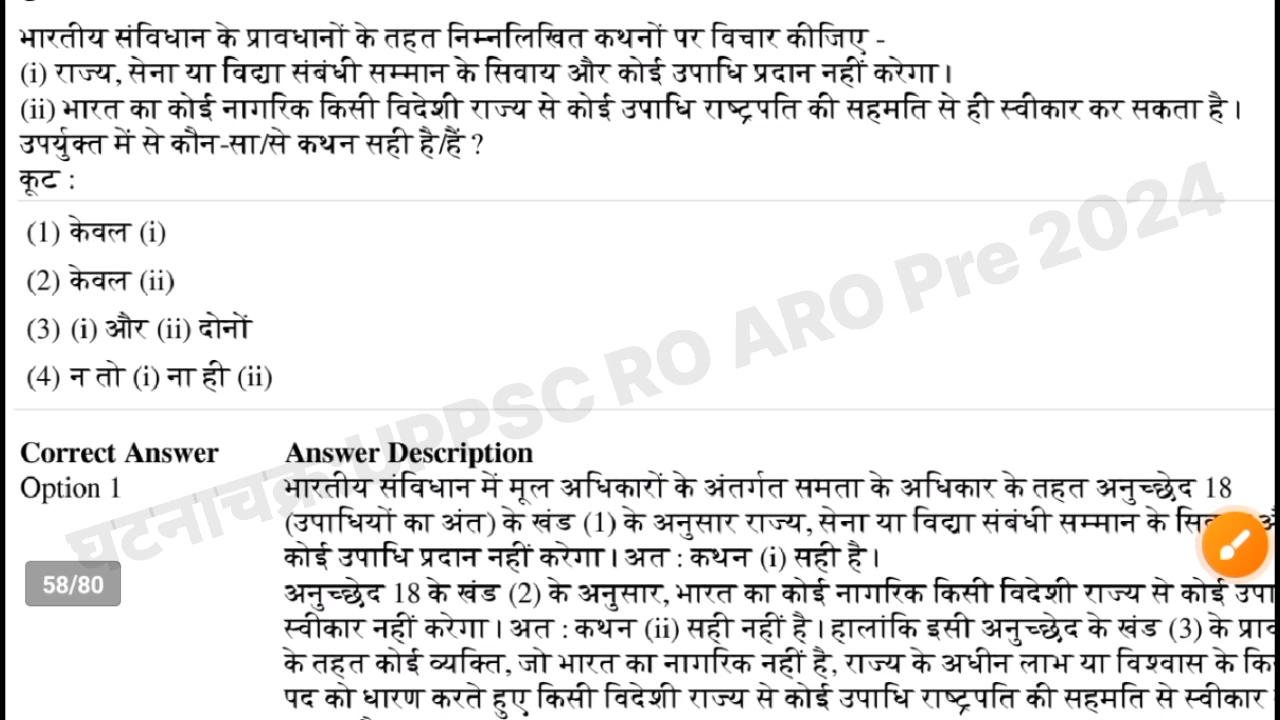 भारतीय संविधान के प्रावधानों के तहत निम्नलिखित कथनों पर विचार कीजिए -
(i) राज्य, सेना या विद्या संबंधी सम्मान के सिवाय और कोई उपाधि प्रदान नहीं करेगा।
(ii) भारत का कोई नागरिक किसी विदेशी राज्य से कोई उपाधि राष्ट्रपति की सहमति से ही स्वीकार कर सकता है।
उपर्युक्त में से कौन-सा/से कथन सही है/हैं ?
कूट :
(1) केवल (i)
(2) केवल (ii)
(3) (i) और (ii) दोनों
(4) न तो (i) ना ही (ii)
घटनाचक्र UPPSC RO ARO Pre 2024
Correct Answer Answer Description
Option 1 भारतीय संविधान में मूल अधिकारों के अंतर्गत समता के अधिकार के तहत अनुच्छेद 18
(उपाधियों का अंत) के खंड (1) के अनुसार राज्य, सेना या विद्या संबंधी सम्मान के
कोई उपाधि प्रदान नहीं करेगा। अत : कथन (i) सही है।
58/80
अनुच्छेद 18 के खंड (2) के अनुसार, भारत का कोई नागरिक किसी विदेशी राज्य से कोई
स्वीकार नहीं करेगा। अत : कथन (ii) सही नहीं है। हालांकि इसी अनुच्छेद के खंड (3) के
के तहत कोई व्यक्ति, जो भारत का नागरिक नहीं है, राज्य के अधीन लाभ या विश्वास के
पद को धारण करते हुए किसी विदेशी राज्य से कोई उपाधि राष्ट्रपति की सहमति से स्वीकार